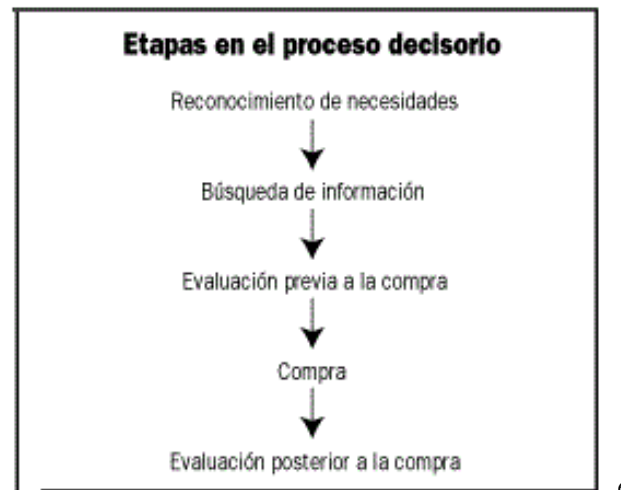 Etapas en el proceso decisorio
Reconocimiento de necesidades
Búsqueda de información
Evaluación previa a la compra
Compra
Evaluación posterior a la compra